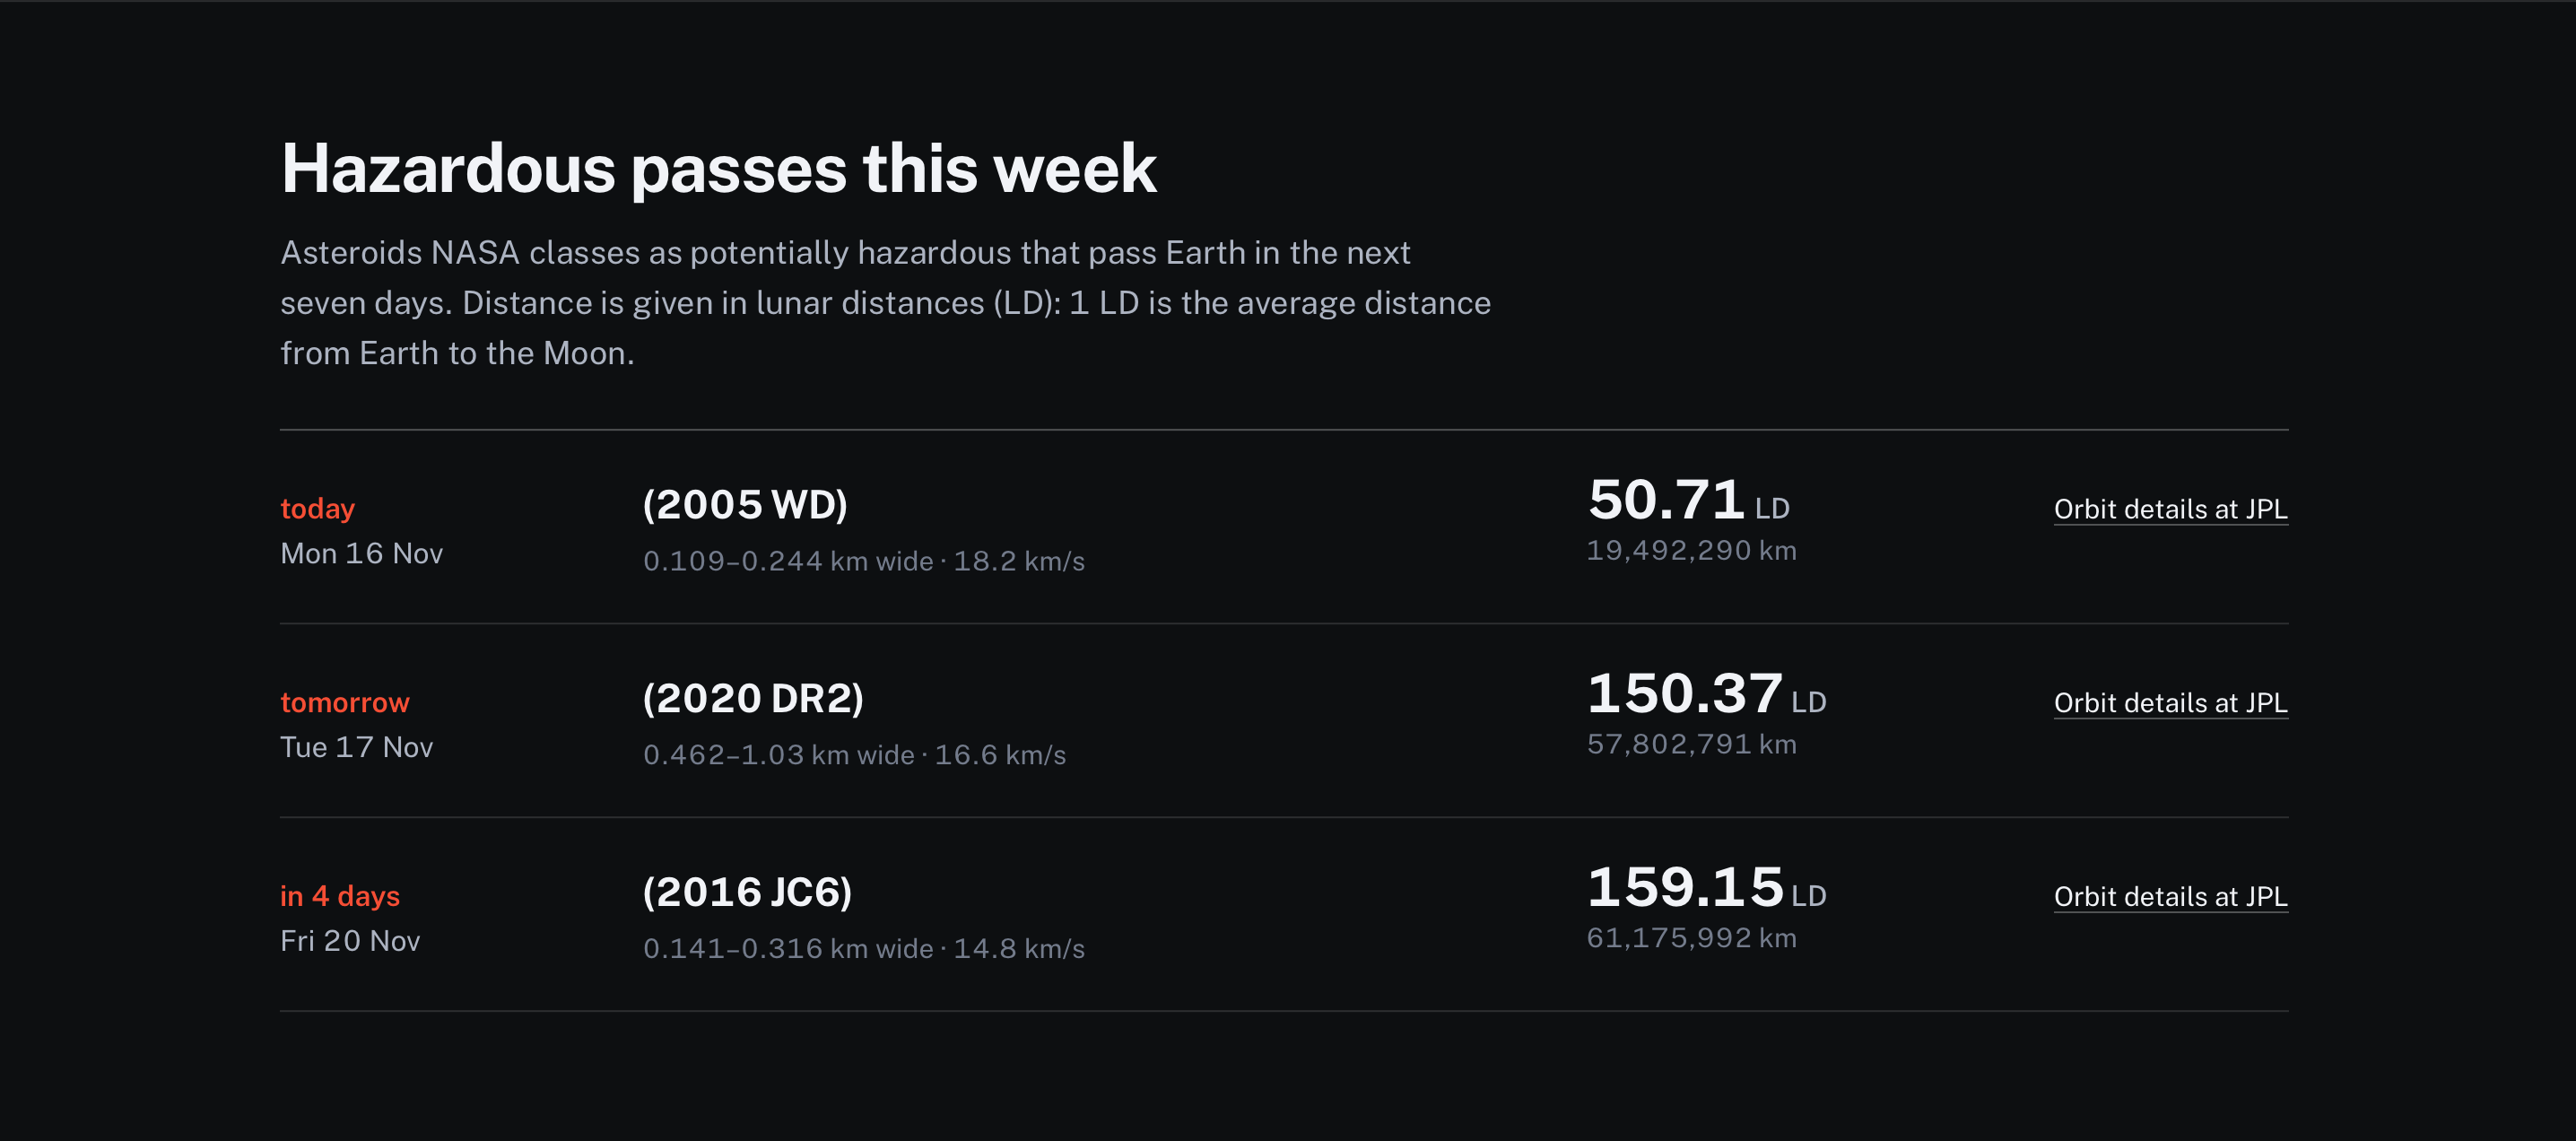 Hazardous passes this week
Asteroids NASA classes as potentially hazardous that pass Earth in the next
seven days. Distance is given in lunar distances (LD): 1 LD is the average distance
from Earth to the Moon.
today
Mon 16 Nov
(2005 WD)
0.109–0.244 km wide · 18.2 km/s
50.71 LD
19,492,290 km
Orbit details at JPL
tomorrow
Tue 17 Nov
(2020 DR2)
0.462–1.03 km wide · 16.6 km/s
150.37 LD
57,802,791 km
Orbit details at JPL
in 4 days
Fri 20 Nov
(2016 JC6)
0.141–0.316 km wide · 14.8 km/s
159.15 LD
61,175,992 km
Orbit details at JPL